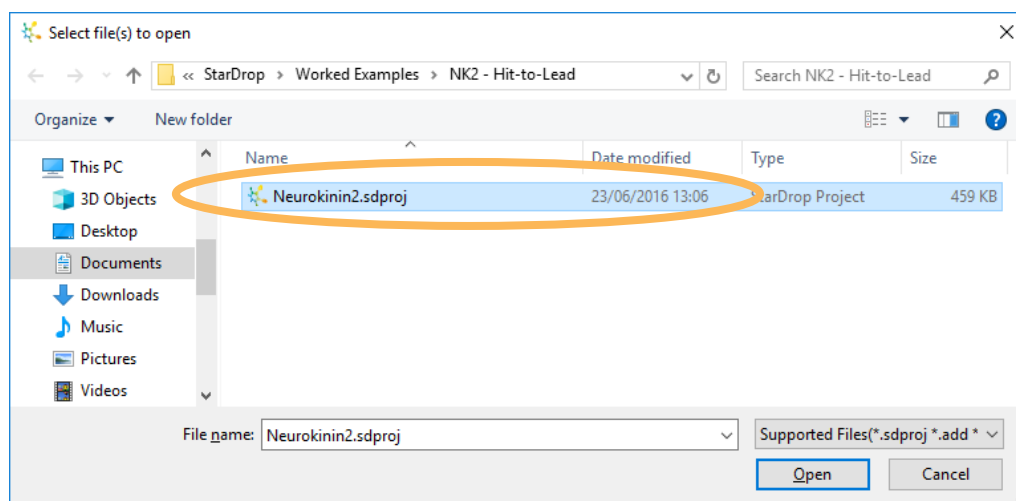 Select file(s) to open
« StarDrop › Worked Examples › NK2 - Hit-to-Lead
Search NK2 - Hit-to-Lead
Organize
New folder
Name
Date modified
Type
Size
This PC
3D Objects
Desktop
Documents
Downloads
Music
Pictures
Videos
Neurokinin2.sdproj
23/06/2016 13:06
StarDrop Project
459 KB
File name:
Neurokinin2.sdproj
Supported Files(*.sdproj *.add *
Open
Cancel